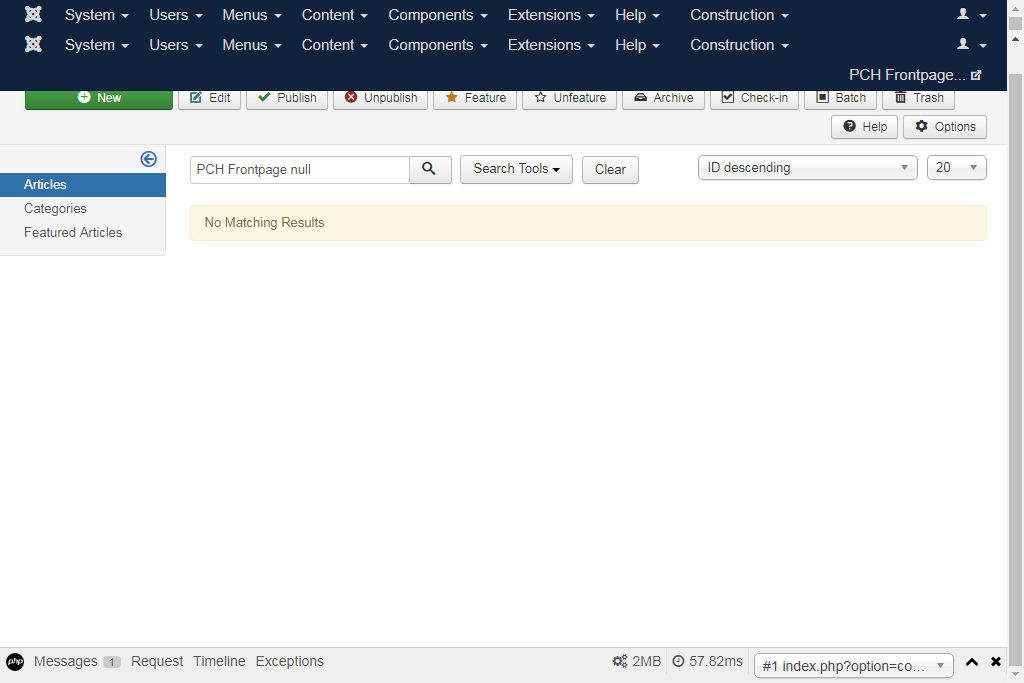 System Users Menus Content Components Extensions Help Construction
System Users Menus Content Components Extensions Help Construction
PCH Frontpage...
New Edit Publish Unpublish Feature Unfeature Archive Check-in Batch Trash
Help Options
PCH Frontpage null Search Tools Clear ID descending 20
Articles
Categories
Featured Articles
No Matching Results
php Messages 1 Request Timeline Exceptions 2MB 57.82ms #1 index.php?option=co...